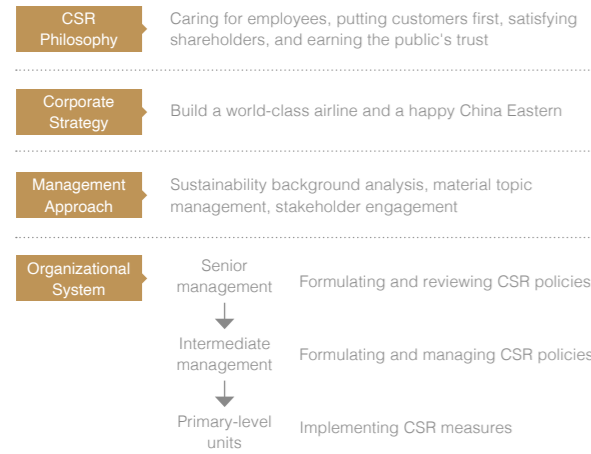 CSR
Philosophy
Caring for employees, putting customers first, satisfying
shareholders, and earning the public's trust
Corporate
Strategy
Build a world-class airline and a happy China Eastern
Management
Approach
Sustainability background analysis, material topic
management, stakeholder engagement
Organizational
System
Senior
management
Formulating and reviewing CSR policies
Intermediate
management
Formulating and managing CSR policies
Primary-level
units
Implementing CSR measures